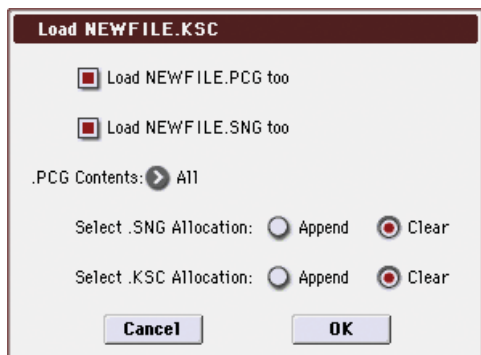 Load NEWFILE.KSC
Load NEWFILE.PCG too
Load NEWFILE.SNG too
.PCG Contents: All
Select .SNG Allocation: Append Clear
Select .KSC Allocation: Append Clear
Cancel OK